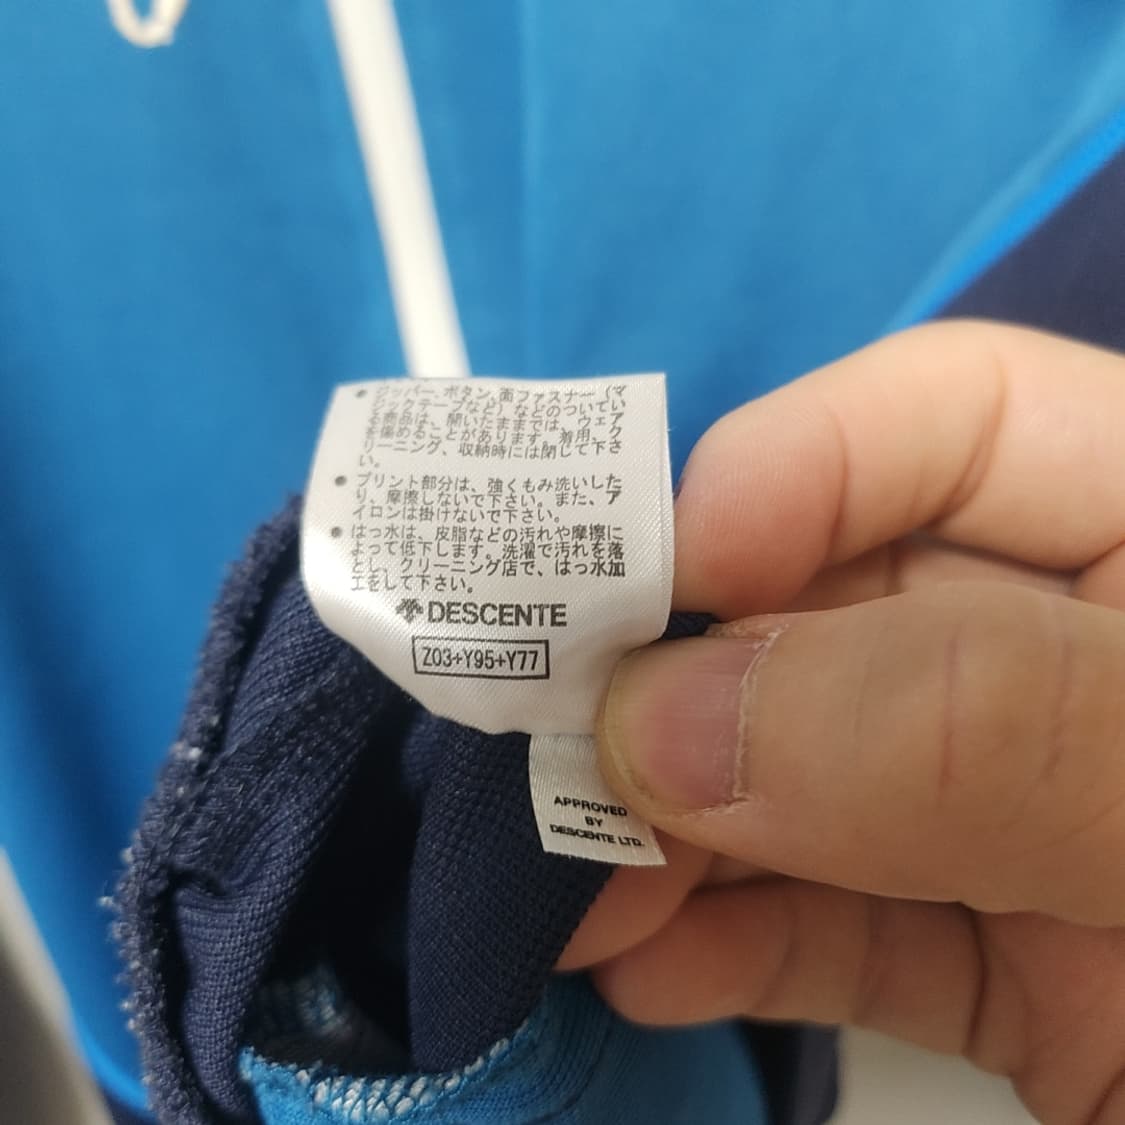 ● ジッパー、ボタン、面ファスナー（マ
ジックテープなど）などのついてい
る商品は、開いたままでは、ウェア
を傷めることがあります。着用、ク
リーニング、収納時には閉じて下さ
い。
● プリント部分は、強くもみ洗いした
り、摩擦しないで下さい。また、ア
イロンは掛けないで下さい。
● はっ水は、皮脂などの汚れや摩擦に
よって低下します。洗濯で汚れを落
とし、クリーニング店で、はっ水加
工をして下さい。
DESCENTE
Z03+Y95+Y77
APPROVED
BY
DESCENTE LTD.